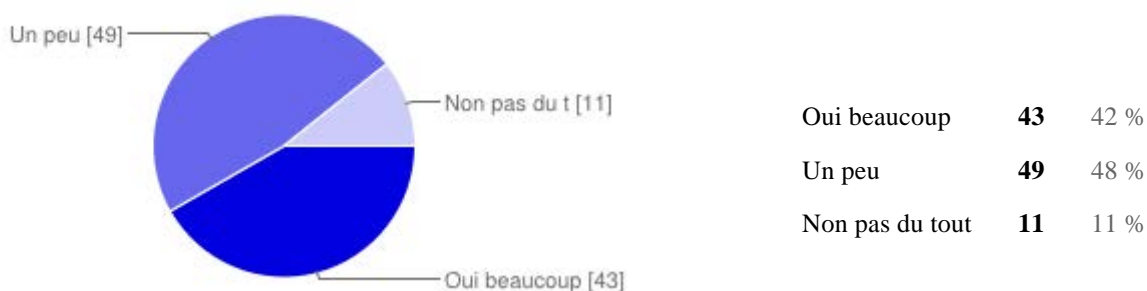 Un peu [49]
Non pas du t [11]
Oui beaucoup [43]
Oui beaucoup 43 42 %
Un peu 49 48 %
Non pas du tout 11 11 %